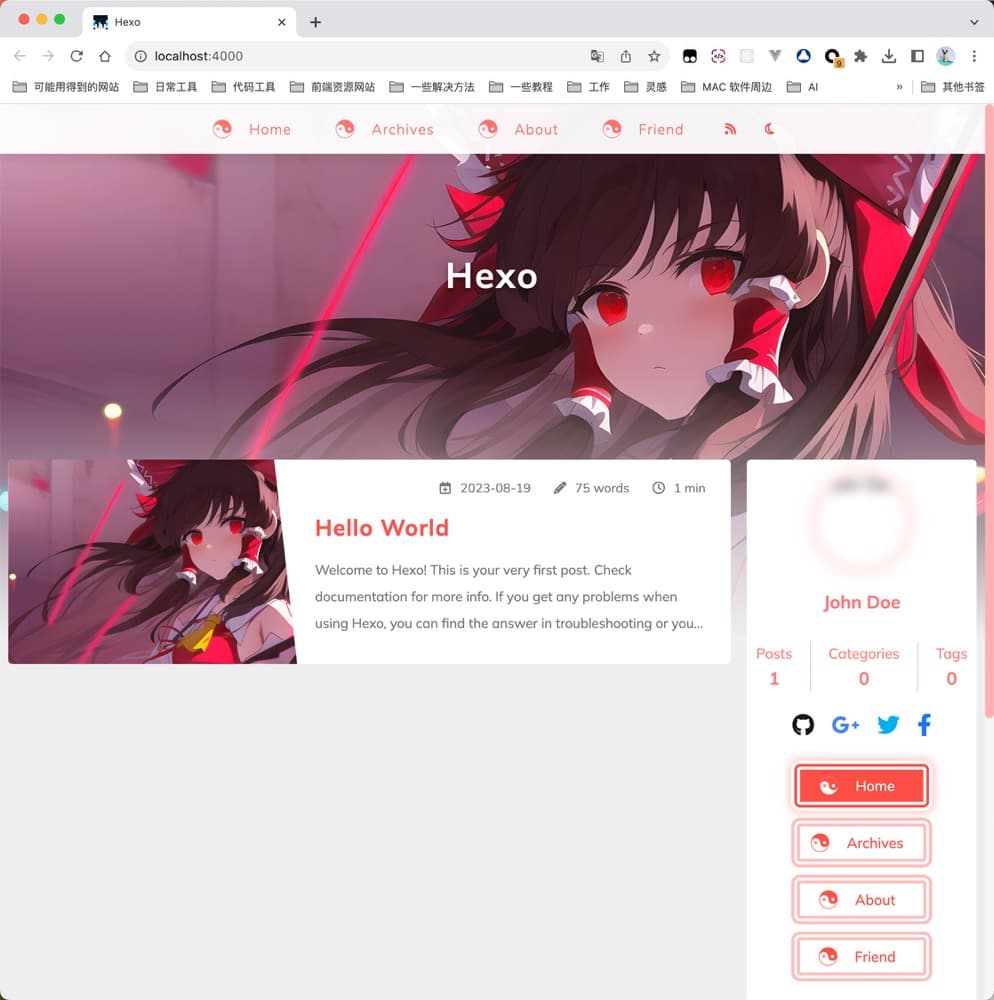 Hexo
localhost:4000
9
可能用得到的网站 日常工具 代码工具 前端资源网站 一些解决方法 一些教程 工作 灵感 MAC 软件周边 AI » 其他书签
Home Archives About Friend
Hexo
2023-08-19 75 words 1 min
Hello World
Welcome to Hexo! This is your very first post. Check
documentation for more info. If you get any problems when
using Hexo, you can find the answer in troubleshooting or you...
John Doe
Posts Categories Tags
1 0 0
Home
Archives
About
Friend